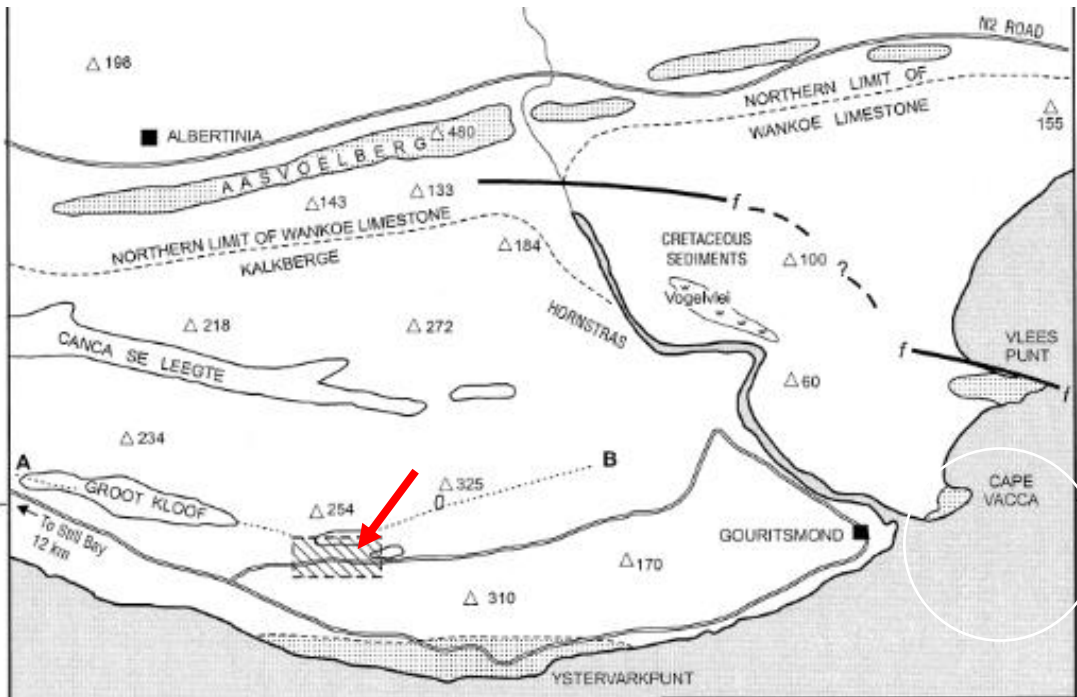 N2 ROAD
△ 198
NORTHERN LIMIT OF
WANKOE LIMESTONE
△ 155
ALBERTINIA
△ 480
AASVOELBERG
△ 133
△ 143
f
NORTHERN LIMIT OF WANKOE LIMESTONE
KALKBERGE
△ 184
CRETACEOUS
SEDIMENTS
△ 100
?
Vogelvlei
HORNSTRAS
△ 218
△ 272
CANCA SE LEEGTE
VLEES
PUNT
f
f
△ 60
△ 234
A
B
GROOT KLOOF
△ 325
△ 254
CAPE
VACCA
To Still Bay
12 km
GOURITSMOND
△ 170
△ 310
YSTERVARKPUNT